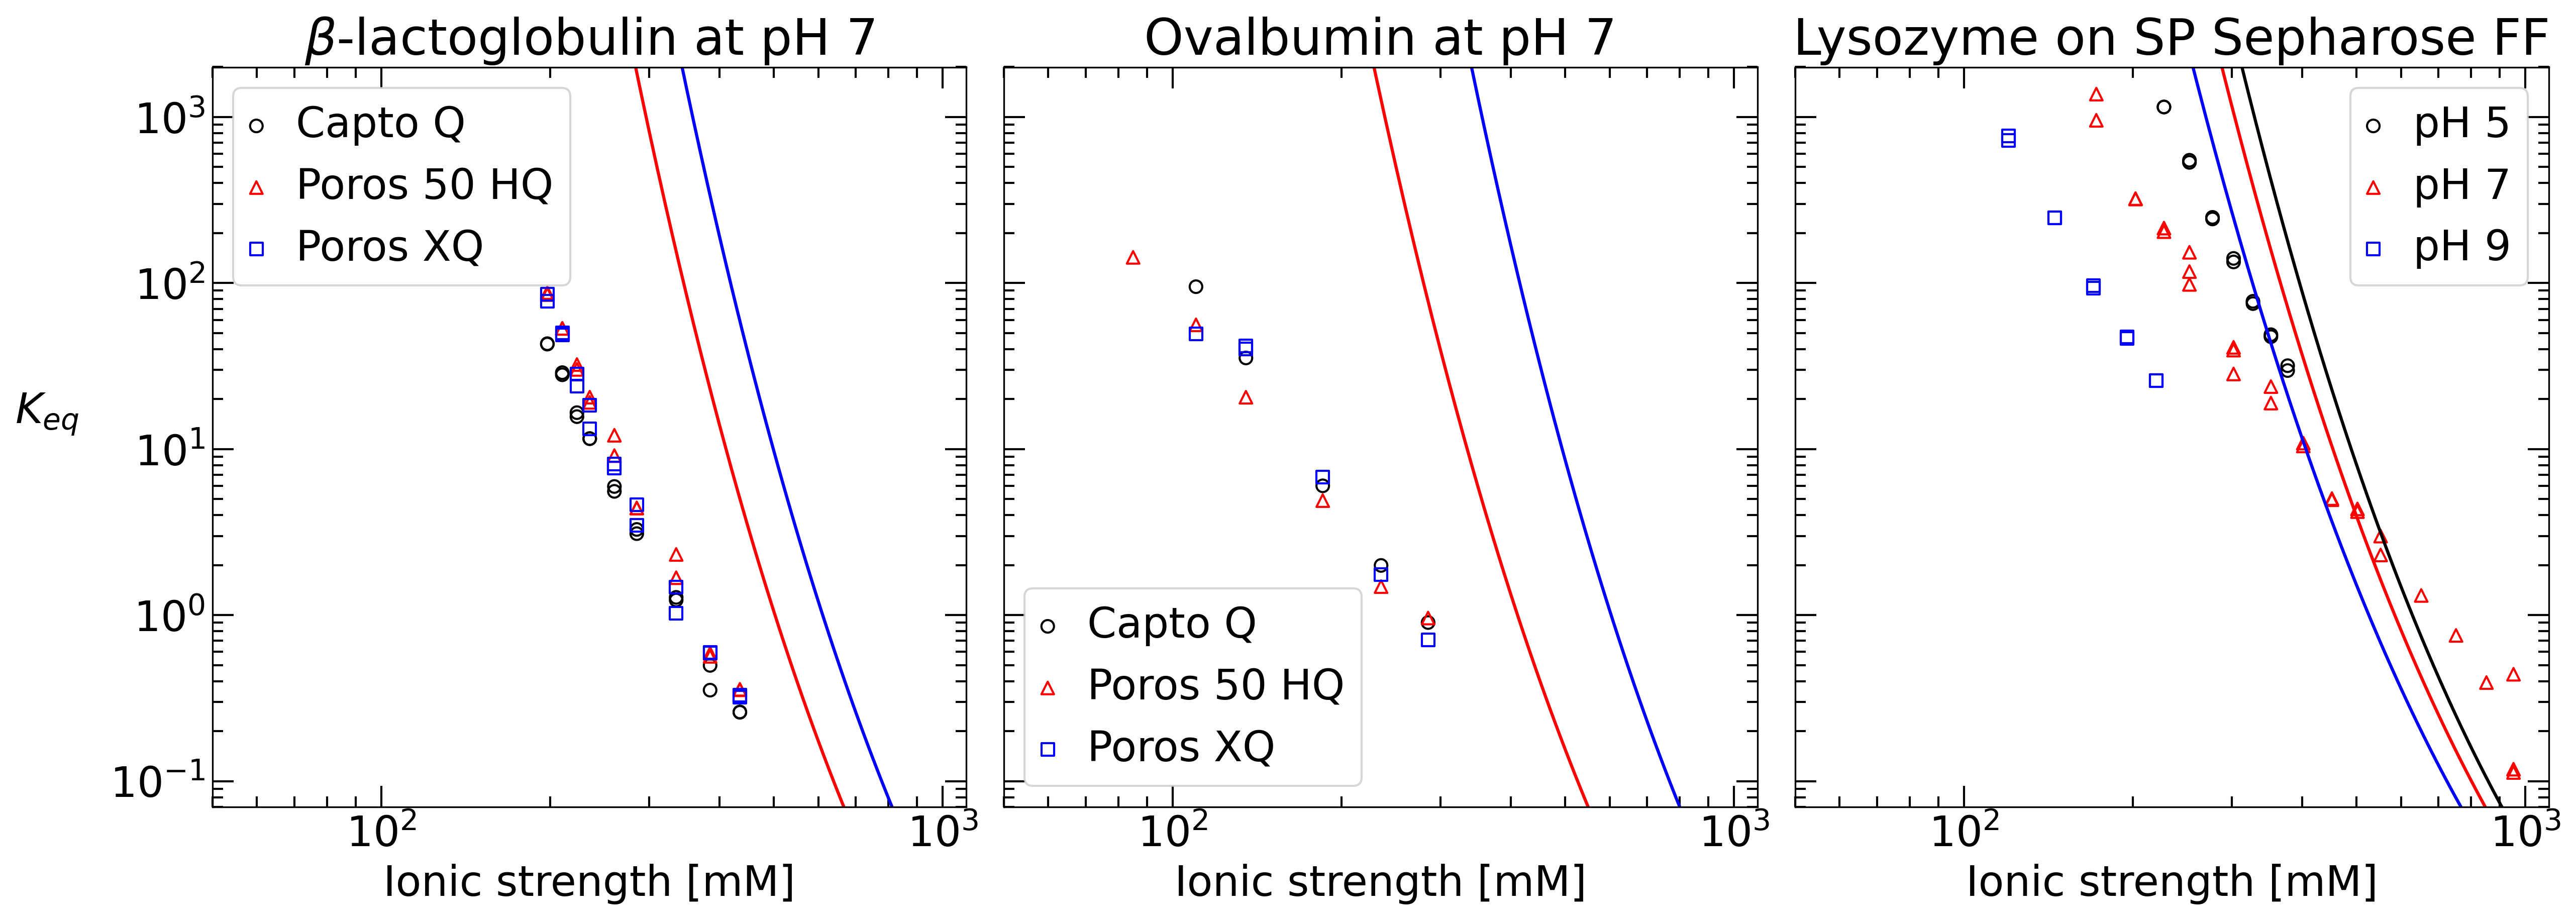 β-lactoglobulin at pH 7
Ovalbumin at pH 7
Lysozyme on SP Sepharose FF
Capto Q
Poros 50 HQ
Poros XQ
Capto Q
Poros 50 HQ
Poros XQ
pH 5
pH 7
pH 9
K_eq
10³
10²
10¹
10⁰
10⁻¹
10² 10³
10² 10³
10² 10³
Ionic strength [mM]
Ionic strength [mM]
Ionic strength [mM]